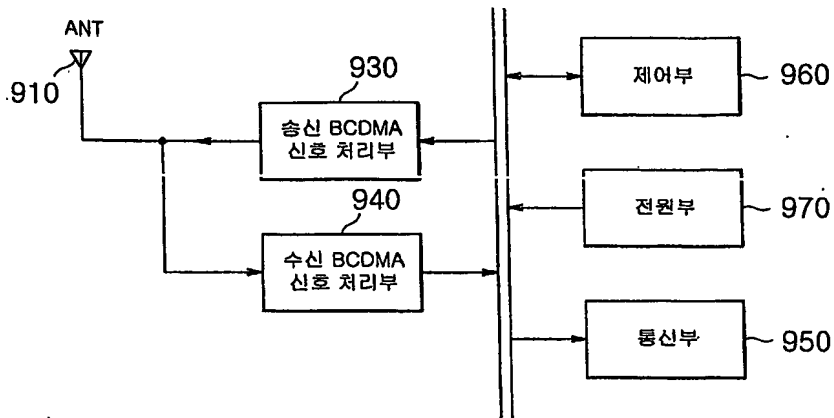 ANT
910
930
송신 BCDMA
신호 처리부
940
수신 BCDMA
신호 처리부
제어부
960
전원부
970
통신부
950